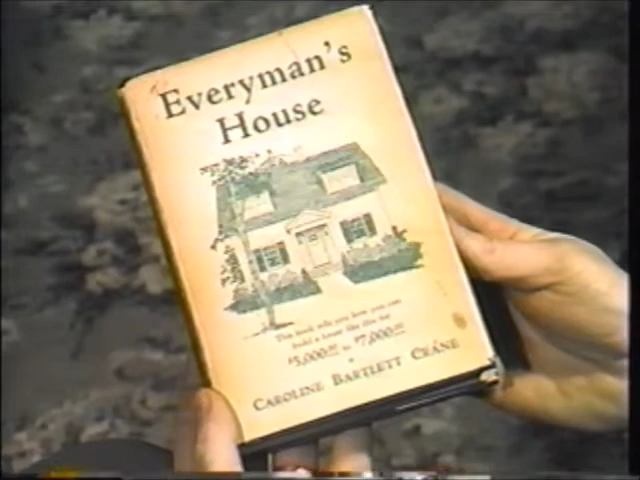 Everyman's
House
This book tells you how you can
build a house like this for
$5,000.00 to $7,000.00
CAROLINE BARTLETT CRANE